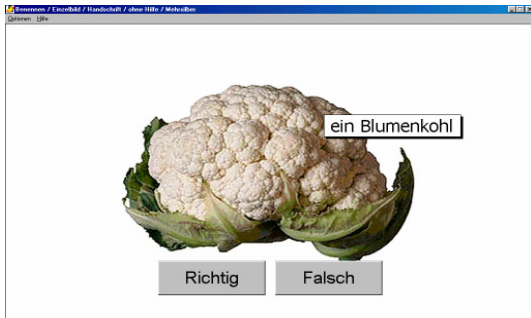 Benennen / Einzelbild / Handschrift / ohne Hilfe / Mehrsilber
Optionen Hilfe
ein Blumenkohl
Richtig Falsch